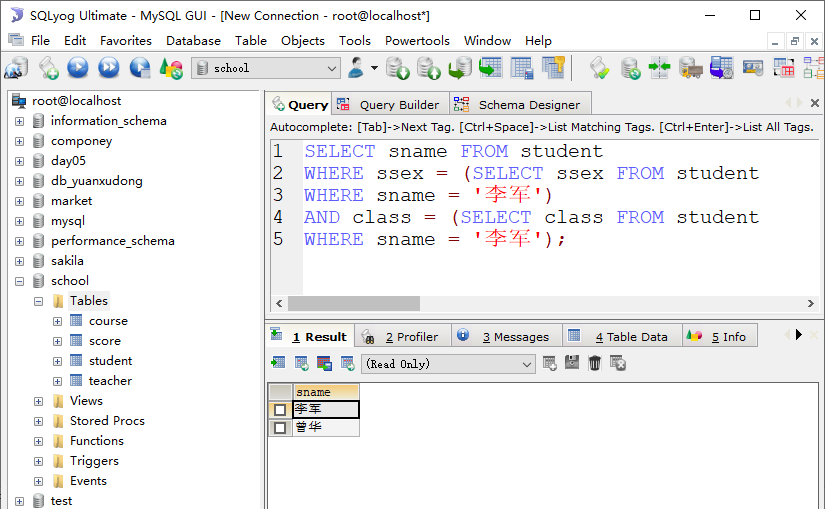 SQLyog Ultimate - MySQL GUI - [New Connection - root@localhost*]
File Edit Favorites Database Table Objects Tools Powertools Window Help
school
root@localhost
information_schema
componey
day05
db_yuanxudong
market
mysql
performance_schema
sakila
school
Tables
course
score
student
teacher
Views
Stored Procs
Functions
Triggers
Events
test
Query Query Builder Schema Designer
Autocomplete: [Tab]->Next Tag. [Ctrl+Space]->List Matching Tags. [Ctrl+Enter]->List All Tags.
1 SELECT sname FROM student
2 WHERE ssex = (SELECT ssex FROM student
3 WHERE sname = '李军')
4 AND class = (SELECT class FROM student
5 WHERE sname = '李军');
1 Result 2 Profiler 3 Messages 4 Table Data 5 Info
(Read Only)
sname
李军
曾华